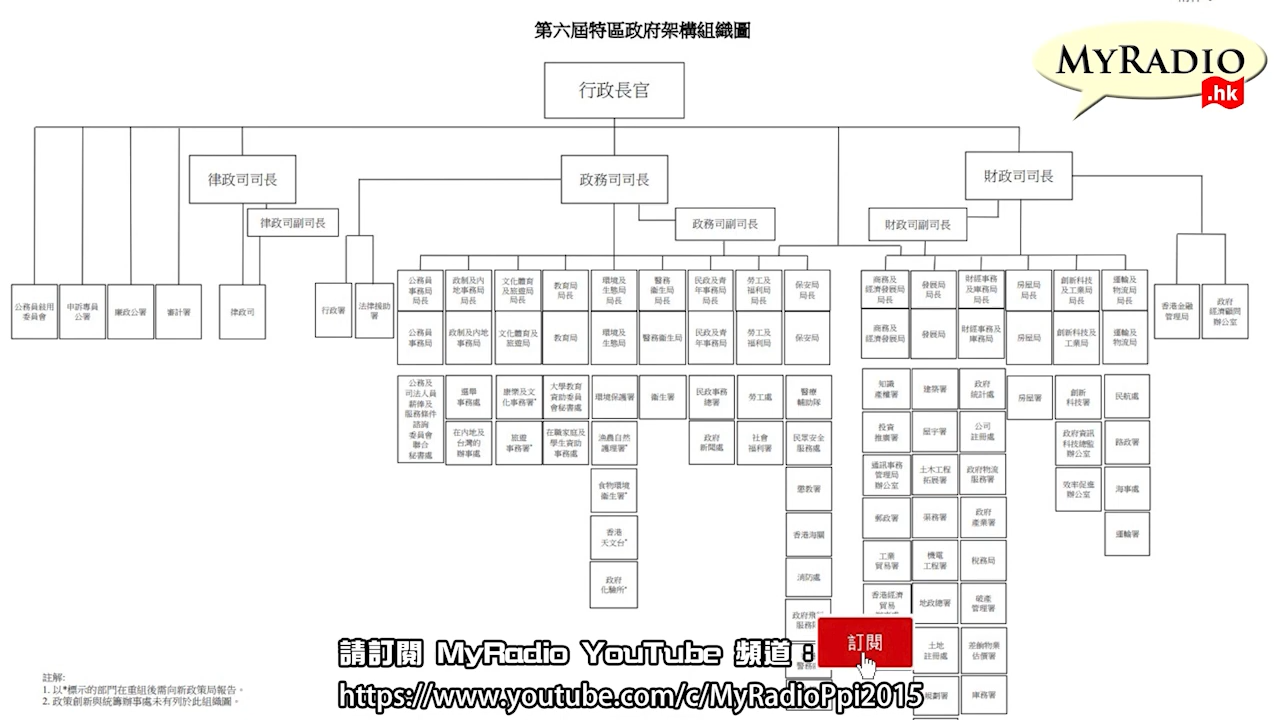 第六屆特區政府架構組織圖
MYRADIO
.hk
行政長官
律政司司長
政務司司長
財政司司長
律政司副司長
政務司副司長
財政司副司長
公務員敍用
委員會
申訴專員
公署
廉政公署
審計署
律政司
行政署
法律援助
署
公務員
事務局
局長
政制及內
地事務局
局長
文化體育
及旅遊局
局長
教育局
局長
環境及
生態局
局長
醫務
衞生局
局長
民政及青
年事務局
局長
勞工及
福利局
局長
保安局
局長
商務及
經濟發展局
局長
發展局
局長
財經事務
及庫務局
局長
房屋局
局長
創新科技
及工業局
局長
運輸及
物流局
局長
香港金融
管理局
政府
經濟顧問
辦公室
公務員
事務局
政制及內地
事務局
文化體育及
旅遊局
教育局
環境及
生態局
醫務衞生局
民政及青
年事務局
勞工及
福利局
保安局
商務及
經濟發展局
發展局
財經事務及
庫務局
房屋局
創新科技及
工業局
運輸及
物流局
公務及
司法人員
薪俸及
服務條件
諮詢
委員會
聯合
秘書處
選舉
事務處
在內地及
台灣的
辦事處
康樂及文
化事務署*
旅遊
事務署*
大學教育
資助委員
會秘書處
在職家庭及
學生資助
事務處
環境保護署
漁農自然
護理署*
食物環境
衞生署*
香港
天文台*
政府
化驗所*
衞生署
民政事務
總署
政府
新聞處
勞工處
社會
福利署
醫療
輔助隊
民眾安全
服務處
懲教署
香港海關
消防處
政府飛
服務
警務
知識
產權署
投資
推廣署
通訊事務
管理局
辦公室
郵政署
工業
貿易署
香港經濟
貿易
建築署
屋宇署
土木工程
拓展署
渠務署
機電
工程署
地政總署
土地
註冊處
規劃署
政府
統計處
公司
註冊處
政府物流
服務署
政府
產業署
稅務局
破產
管理署
差餉物業
估價署
庫務署
房屋署
創新
科技署
政府資訊
科技總監
辦公室
效率促進
辦公室
民航處
路政署
海事處
運輸署
請訂閱 MyRadio YouTube 頻道：
訂閱
https://www.youtube.com/c/MyRadioPpi2015
註解:
1. 以*標示的部門在重組後需向新政策局報告。
2. 政策創新與統籌辦事處未有列於此組織圖。